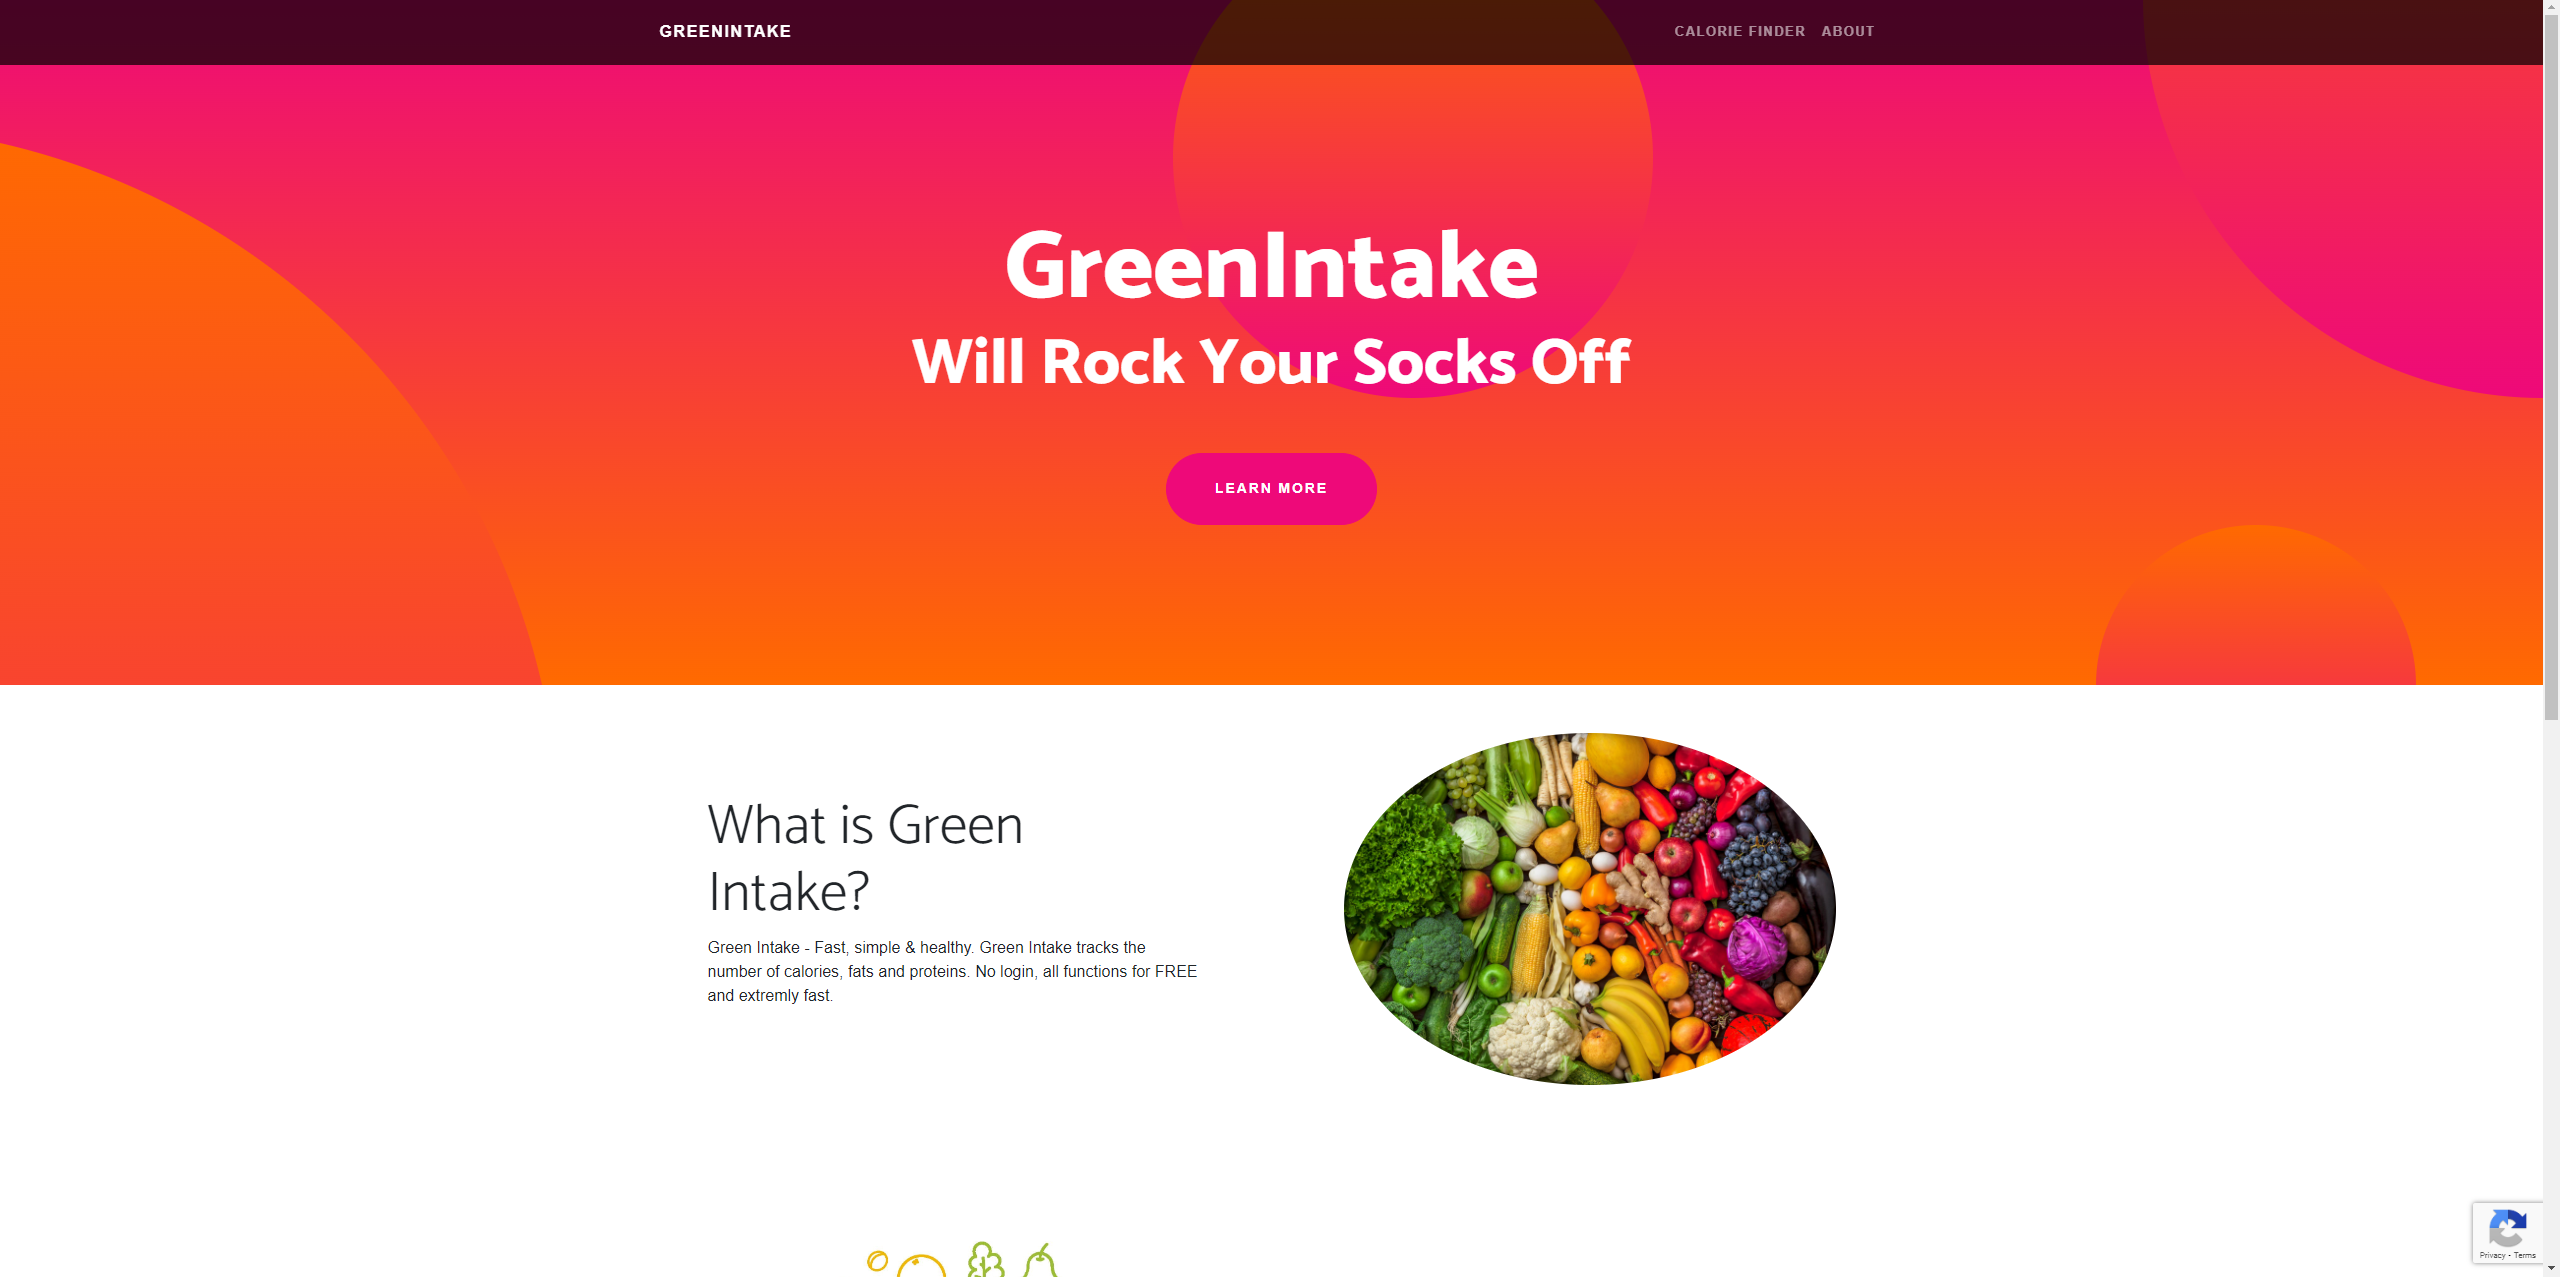 GREENINTAKE
CALORIE FINDER ABOUT
GreenIntake
Will Rock Your Socks Off
LEARN MORE
What is Green
Intake?
Green Intake - Fast, simple & healthy. Green Intake tracks the
number of calories, fats and proteins. No login, all functions for FREE
and extremly fast.
Privacy - Terms